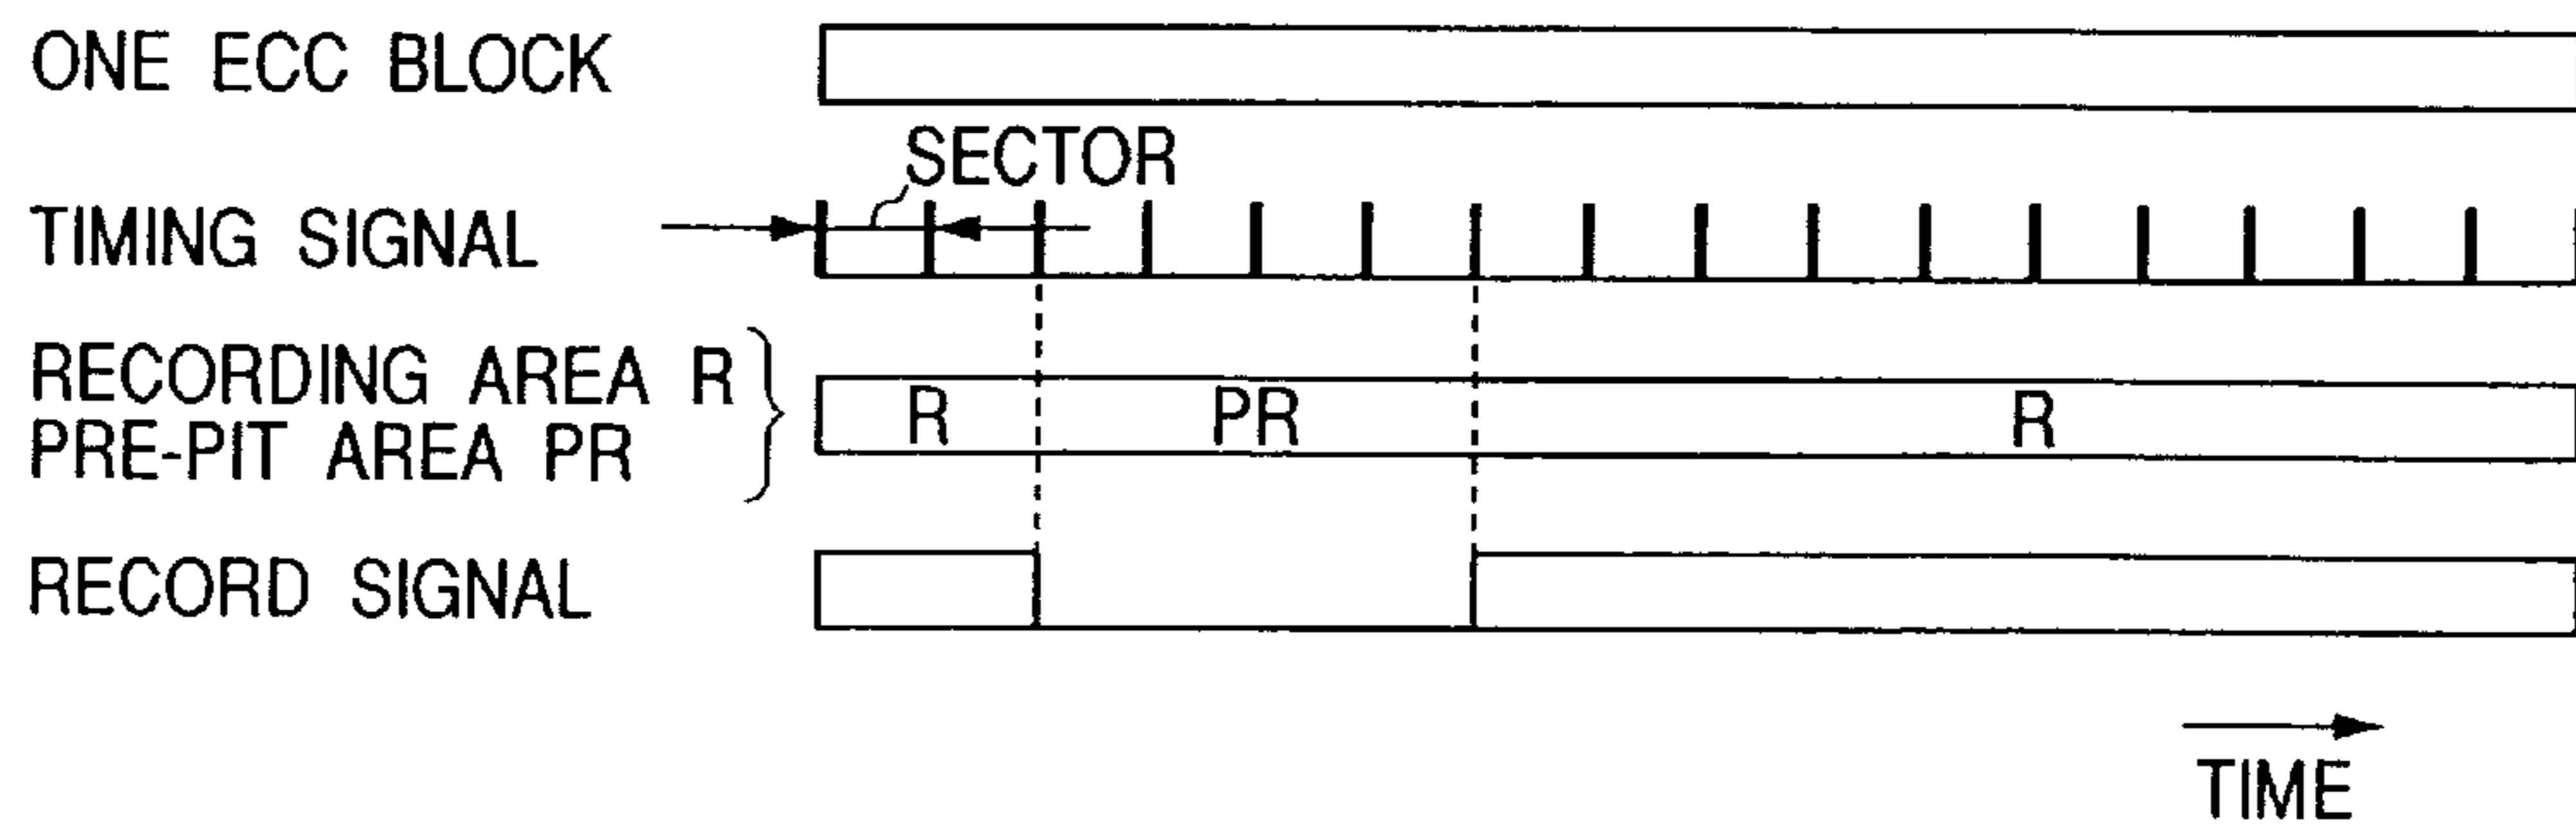 ONE ECC BLOCK
SECTOR
TIMING SIGNAL
RECORDING AREA R
PRE-PIT AREA PR
R PR R
RECORD SIGNAL
TIME